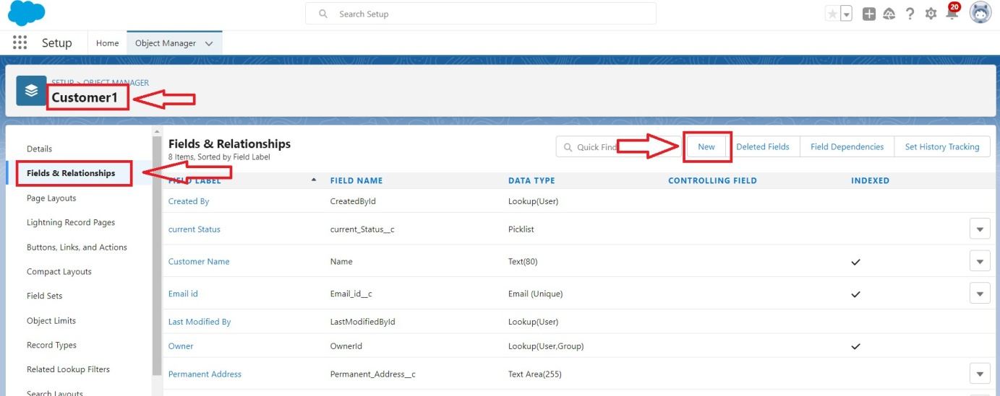 Search Setup
20
Setup
Home
Object Manager
SETUP > OBJECT MANAGER
Customer1
Details
Fields & Relationships
Page Layouts
Lightning Record Pages
Buttons, Links, and Actions
Compact Layouts
Field Sets
Object Limits
Record Types
Related Lookup Filters
Search Layouts
Fields & Relationships
8 Items, Sorted by Field Label
Quick Find
New
Deleted Fields
Field Dependencies
Set History Tracking
FIELD LABEL FIELD NAME DATA TYPE CONTROLLING FIELD INDEXED
Created By CreatedById Lookup(User)
current Status current_Status__c Picklist
Customer Name Name Text(80)
Email id Email_id__c Email (Unique)
Last Modified By LastModifiedById Lookup(User)
Owner OwnerId Lookup(User,Group)
Permanent Address Permanent_Address__c Text Area(255)